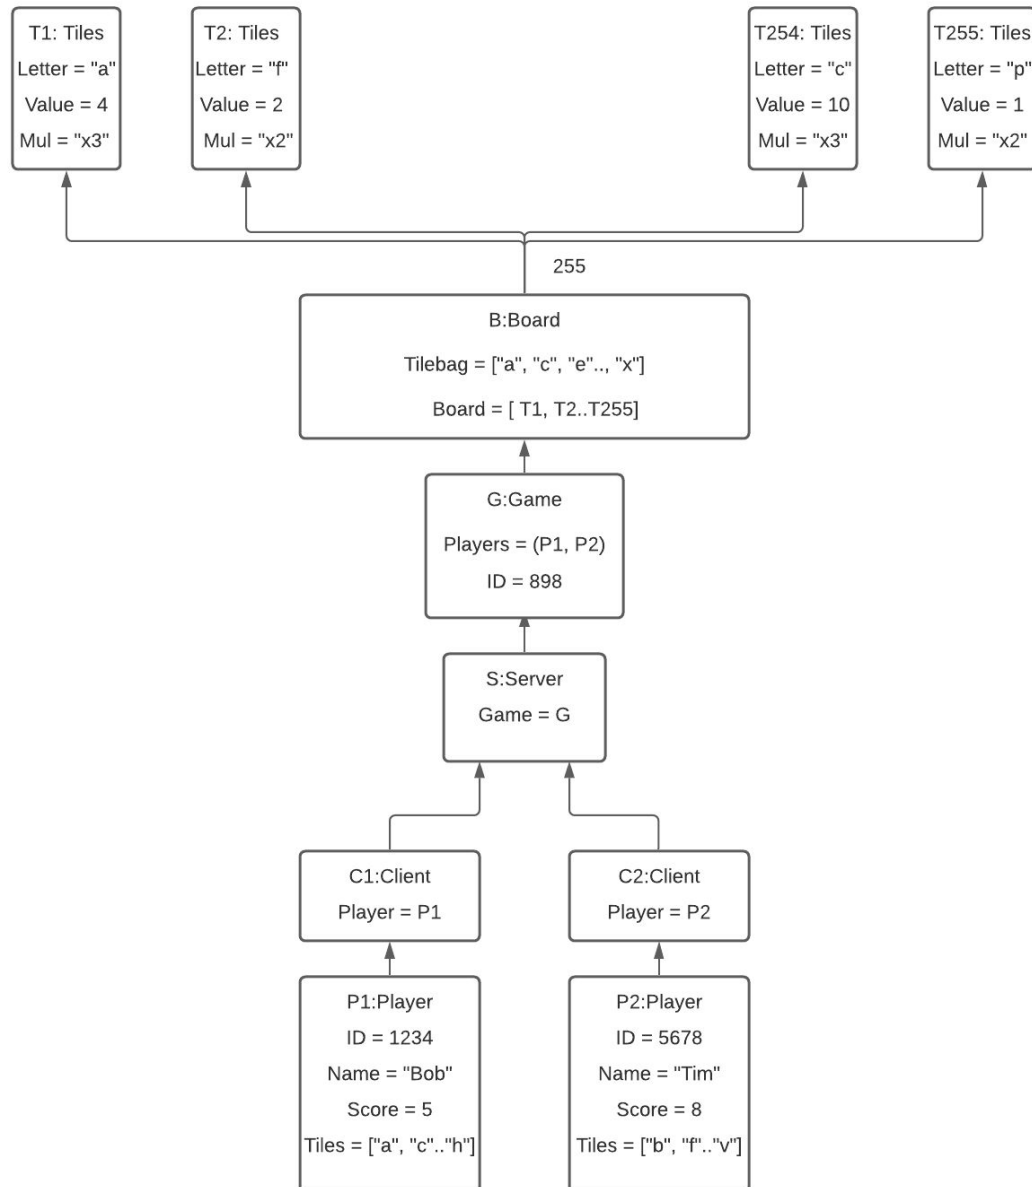 T1: Tiles
Letter = "a"
Value = 4
Mul = "x3"
T2: Tiles
Letter = "f"
Value = 2
Mul = "x2"
T254: Tiles
Letter = "c"
Value = 10
Mul = "x3"
T255: Tiles
Letter = "p"
Value = 1
Mul = "x2"
255
B:Board
Tilebag = ["a", "c", "e".., "x"]
Board = [ T1, T2..T255]
G:Game
Players = (P1, P2)
ID = 898
S:Server
Game = G
C1:Client
Player = P1
C2:Client
Player = P2
P1:Player
ID = 1234
Name = "Bob"
Score = 5
Tiles = ["a", "c".."h"]
P2:Player
ID = 5678
Name = "Tim"
Score = 8
Tiles = ["b", "f".."v"]